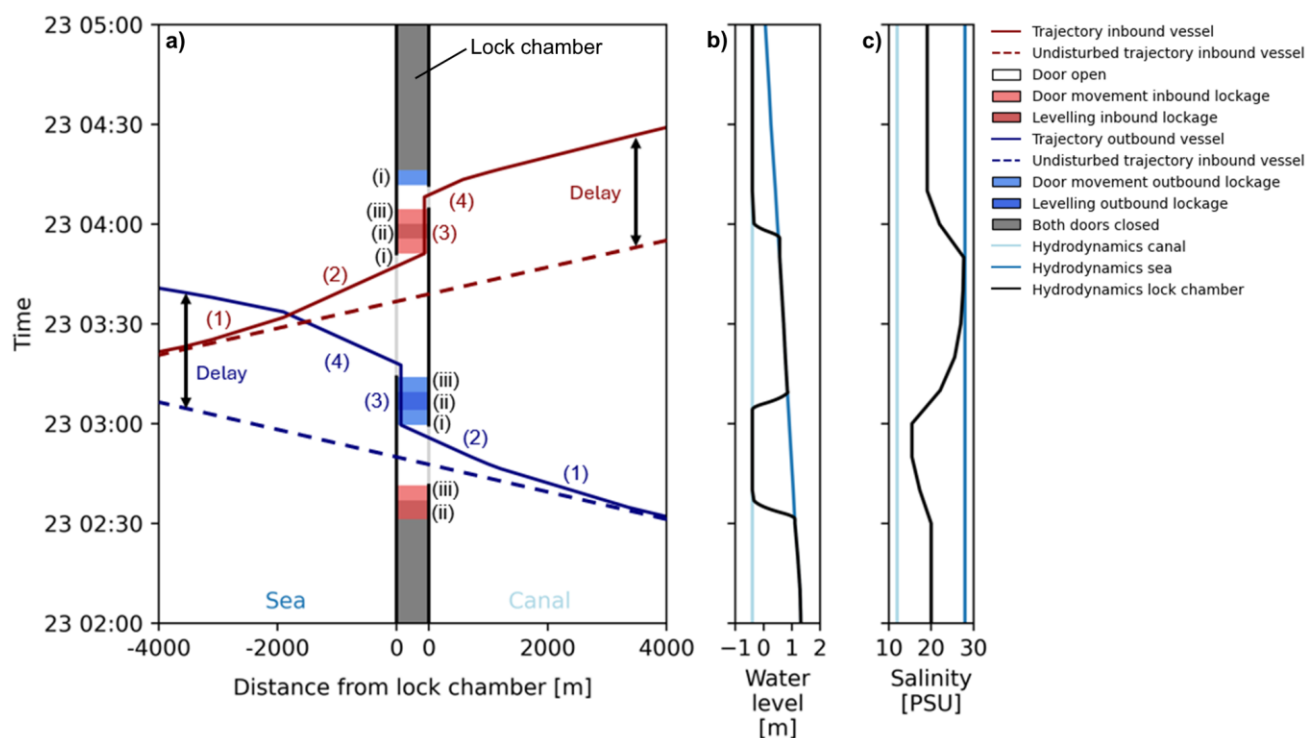 a)
Lock chamber
b)
c)
23 05:00
23 04:30
23 04:00
23 03:30
23 03:00
23 02:30
23 02:00
Time
(i)
(iii)
(ii)
(i)
(4)
(3)
(2)
(1)
Delay
Delay
(4)
(3)
(iii)
(ii)
(i)
(2)
(1)
(iii)
(ii)
Sea
Canal
-4000
-2000
0
0
2000
4000
Distance from lock chamber [m]
−1 0 1 2
Water
level
[m]
10 20 30
Salinity
[PSU]
Trajectory inbound vessel
Undisturbed trajectory inbound vessel
Door open
Door movement inbound lockage
Levelling inbound lockage
Trajectory outbound vessel
Undisturbed trajectory inbound vessel
Door movement outbound lockage
Levelling outbound lockage
Both doors closed
Hydrodynamics canal
Hydrodynamics sea
Hydrodynamics lock chamber